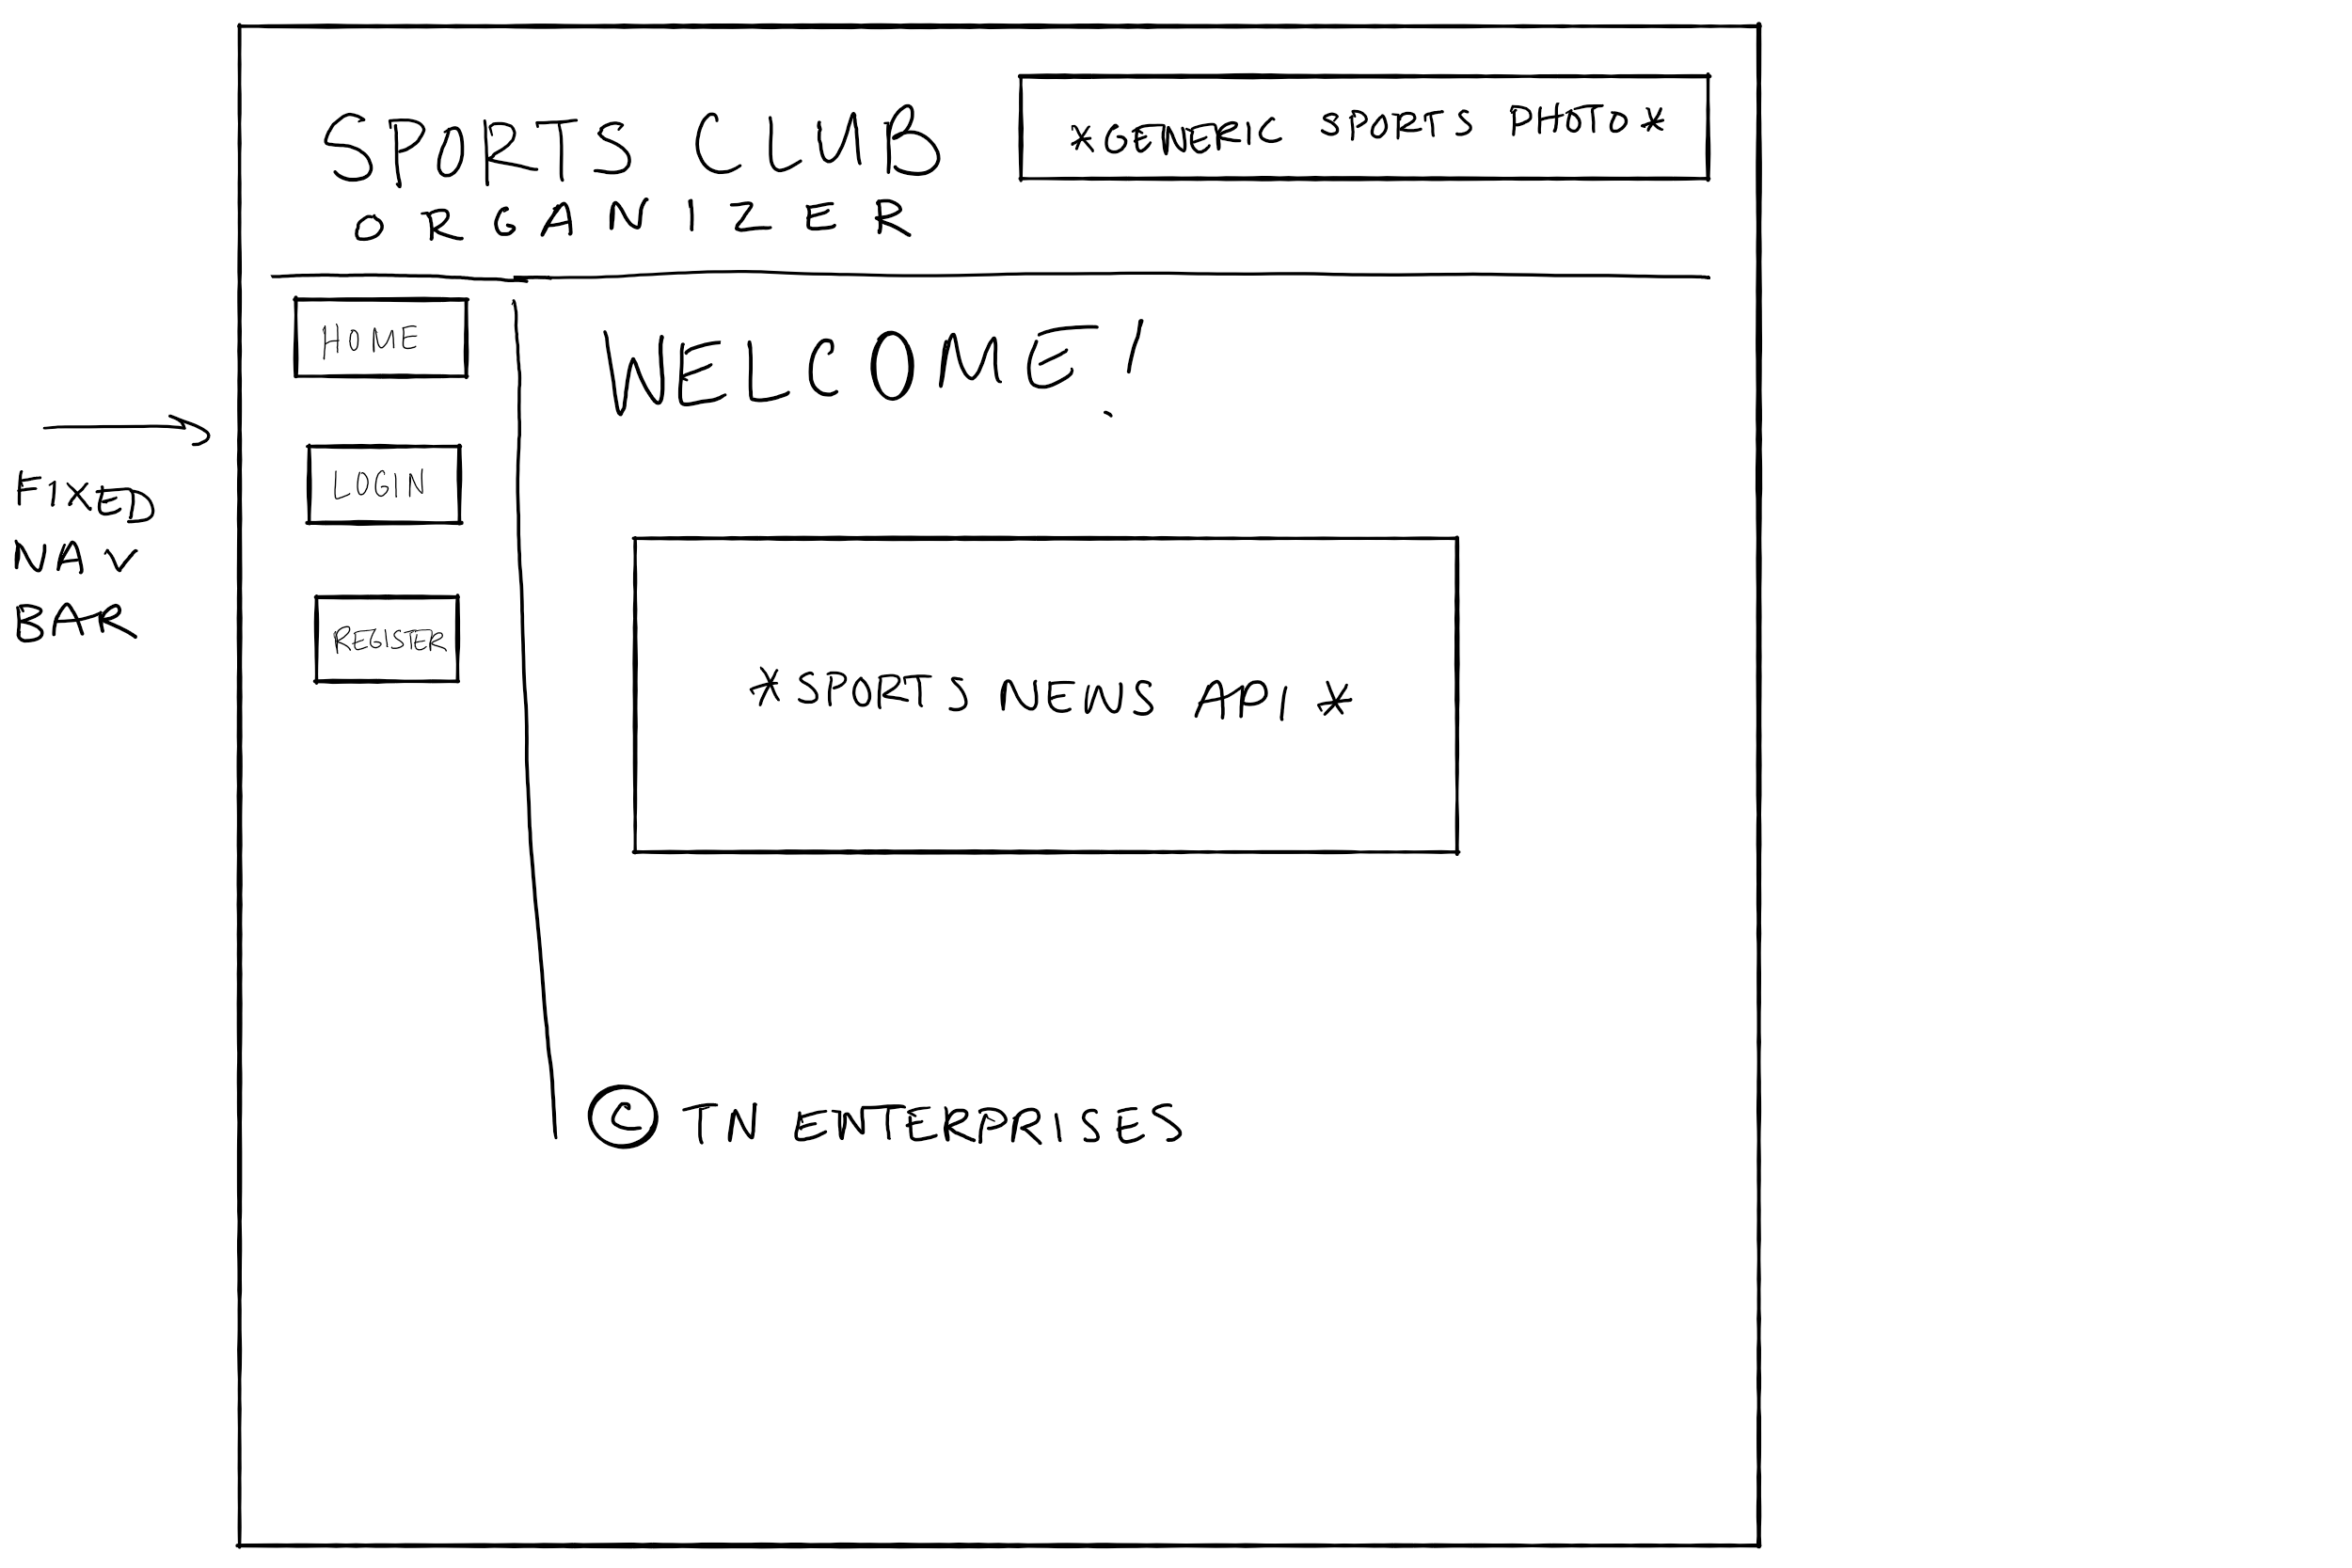 SPORTS CLUB
ORGANIZER
*GENERIC SPORTS PHOTO*
HOME
LOGIN
REGISTER
FIXED
NAV
BAR
WELCOME!
*SPORTS NEWS API*
© TN ENTERPRISES